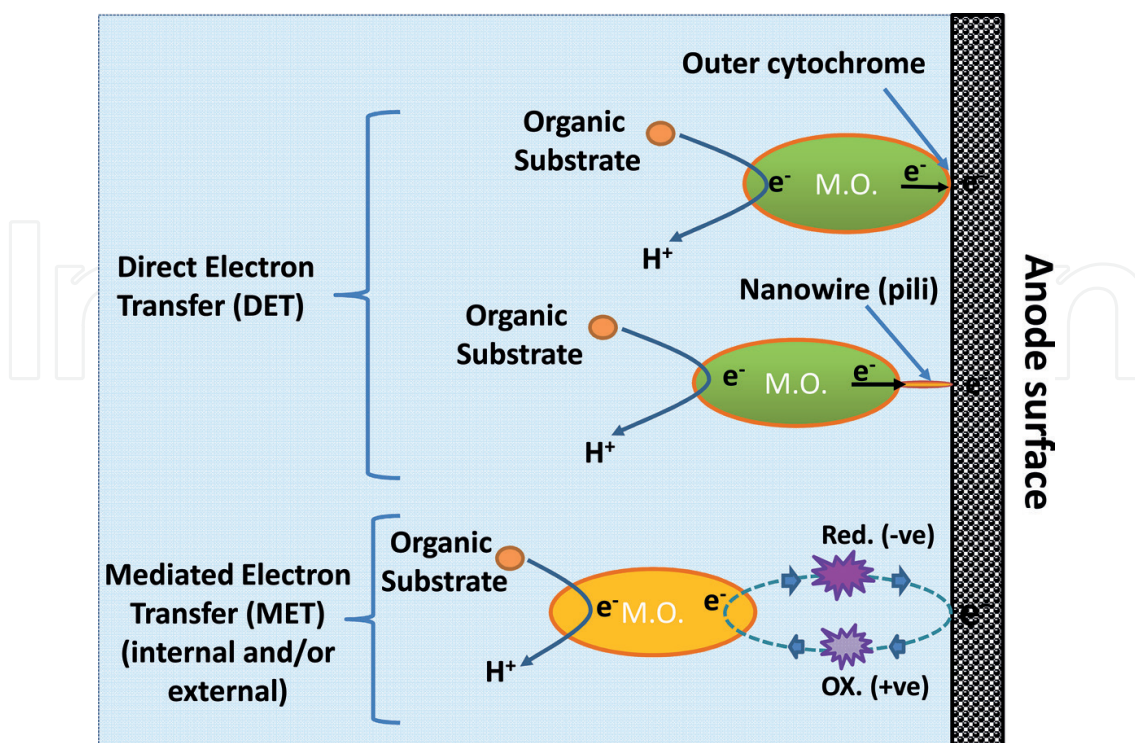 Outer cytochrome
Organic
Substrate
e-
M.O.
e-
e-
H+
Direct Electron
Transfer (DET)
Nanowire (pili)
Organic
Substrate
e-
M.O.
e-
e-
H+
Anode surface
Mediated Electron
Transfer (MET)
(internal and/or
external)
Organic
Substrate
Red. (-ve)
e-
M.O.
e-
e-
H+
OX. (+ve)